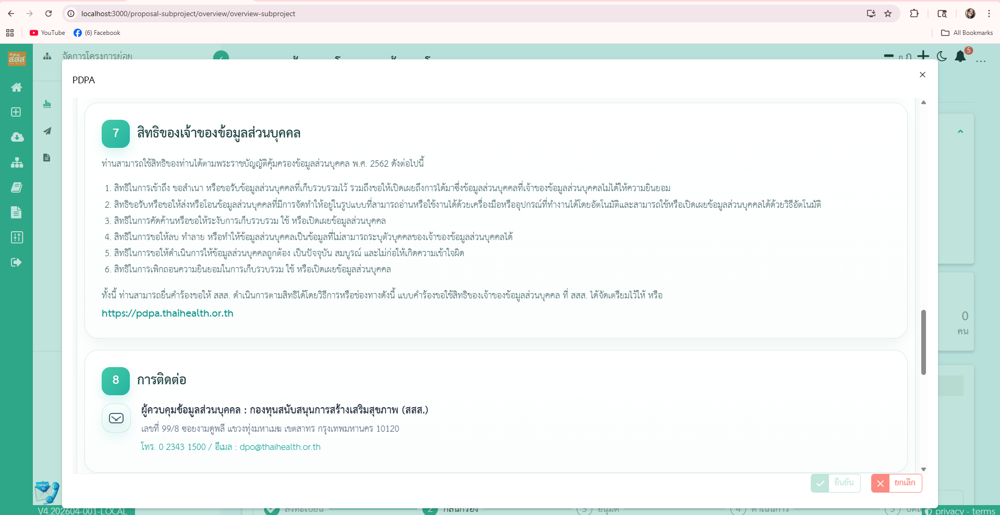 localhost:3000/proposal-subproject/overview/overview-subproject
YouTube
(6) Facebook
All Bookmarks
สสส
จัดการโครงการย่อย
ก ก
5
...
PDPA
7
สิทธิของเจ้าของข้อมูลส่วนบุคคล
ท่านสามารถใช้สิทธิของท่านได้ตามพระราชบัญญัติคุ้มครองข้อมูลส่วนบุคคล พ.ศ. 2562 ดังต่อไปนี้
1. สิทธิในการเข้าถึง ขอสำเนา หรือขอรับข้อมูลส่วนบุคคลที่เก็บรวบรวมไว้ รวมถึงขอให้เปิดเผยถึงการได้มาซึ่งข้อมูลส่วนบุคคลที่เจ้าของข้อมูลส่วนบุคคลไม่ได้ให้ความยินยอม
2. สิทธิขอรับหรือขอให้ส่งหรือโอนข้อมูลส่วนบุคคลที่มีการจัดทำให้อยู่ในรูปแบบที่สามารถอ่านหรือใช้งานได้ด้วยเครื่องมือหรืออุปกรณ์ที่ทำงานได้โดยอัตโนมัติและสามารถใช้หรือเปิดเผยข้อมูลส่วนบุคคลได้ด้วยวิธีอัตโนมัติ
3. สิทธิในการคัดค้านหรือขอให้ระงับการเก็บรวบรวม ใช้ หรือเปิดเผยข้อมูลส่วนบุคคล
4. สิทธิในการขอให้ลบ ทำลาย หรือทำให้ข้อมูลส่วนบุคคลเป็นข้อมูลที่ไม่สามารถระบุตัวบุคคลของเจ้าของข้อมูลส่วนบุคคลได้
5. สิทธิในการขอให้ดำเนินการให้ข้อมูลส่วนบุคคลถูกต้อง เป็นปัจจุบัน สมบูรณ์ และไม่ก่อให้เกิดความเข้าใจผิด
6. สิทธิในการเพิกถอนความยินยอมในการเก็บรวบรวม ใช้ หรือเปิดเผยข้อมูลส่วนบุคคล
ทั้งนี้ ท่านสามารถยื่นคำร้องขอให้ สสส. ดำเนินการตามสิทธิได้โดยวิธีการหรือช่องทางดังนี้ แบบคำร้องขอใช้สิทธิของเจ้าของข้อมูลส่วนบุคคล ที่ สสส. ได้จัดเตรียมไว้ให้ หรือ
https://pdpa.thaihealth.or.th
0
คน
8
การติดต่อ
ผู้ควบคุมข้อมูลส่วนบุคคล : กองทุนสนับสนุนการสร้างเสริมสุขภาพ (สสส.)
เลขที่ 99/8 ซอยงามดูพลี แขวงทุ่งมหาเมฆ เขตสาทร กรุงเทพมหานคร 10120
โทร. 0 2343 1500 / อีเมล : dpo@thaihealth.or.th
ยืนยัน
ยกเลิก
CONTACT US
V4.202604-001-LOCAL
2 กลั่นกรอง
3 อนุมัติ
4 ดำเนินการ
5
privacy - terms